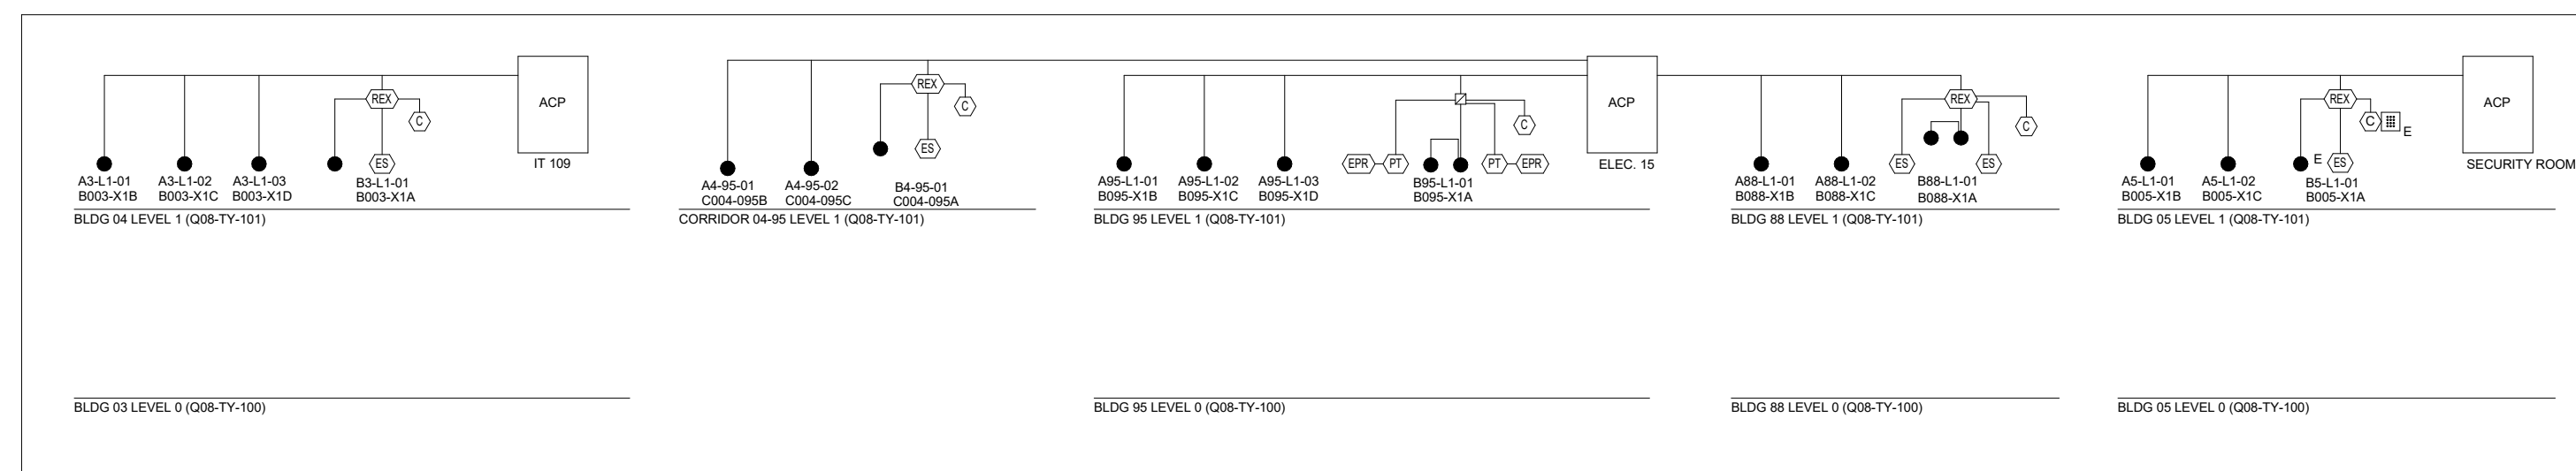 ACP
IT 109
REX
C
ES
A3-L1-01
B003-X1B
A3-L1-02
B003-X1C
A3-L1-03
B003-X1D
B3-L1-01
B003-X1A
BLDG 04 LEVEL 1 (Q08-TY-101)
REX
C
ES
A4-95-01
C004-095B
A4-95-02
C004-095C
B4-95-01
C004-095A
CORRIDOR 04-95 LEVEL 1 (Q08-TY-101)
ACP
ELEC. 15
C
EPR
PT
PT
EPR
A95-L1-01
B095-X1B
A95-L1-02
B095-X1C
A95-L1-03
B095-X1D
B95-L1-01
B095-X1A
BLDG 95 LEVEL 1 (Q08-TY-101)
REX
C
ES
ES
A88-L1-01
B088-X1B
A88-L1-02
B088-X1C
B88-L1-01
B088-X1A
BLDG 88 LEVEL 1 (Q08-TY-101)
ACP
SECURITY ROOM
REX
C
E
E
ES
A5-L1-01
B005-X1B
A5-L1-02
B005-X1C
B5-L1-01
B005-X1A
BLDG 05 LEVEL 1 (Q08-TY-101)
BLDG 03 LEVEL 0 (Q08-TY-100)
BLDG 95 LEVEL 0 (Q08-TY-100)
BLDG 88 LEVEL 0 (Q08-TY-100)
BLDG 05 LEVEL 0 (Q08-TY-100)